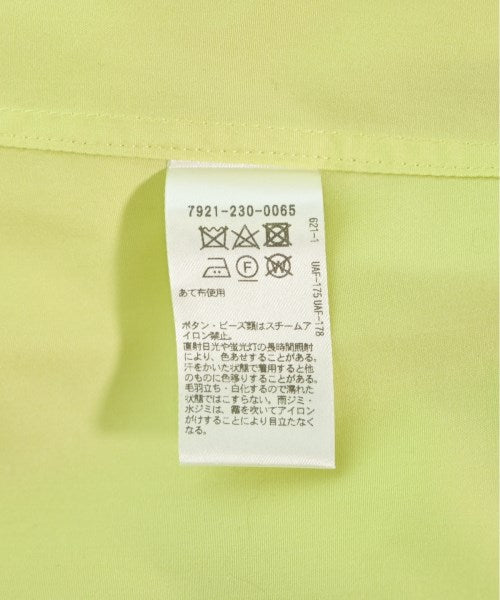 7921-230-0065
F W
あて布使用
ボタン・ビーズ類はスチームア
イロン禁止。
直射日光や蛍光灯の長時間照射
により、色あせすることがある。
汗をかいた状態で着用すると他
のものに色移りすることがある。
毛羽立ち・白化するので濡れた
状態ではこすらない。雨ジミ・
水ジミは、霧を吹いてアイロン
がけすることにより目立たなく
なる。
621-1
UAF-175 UAF-178